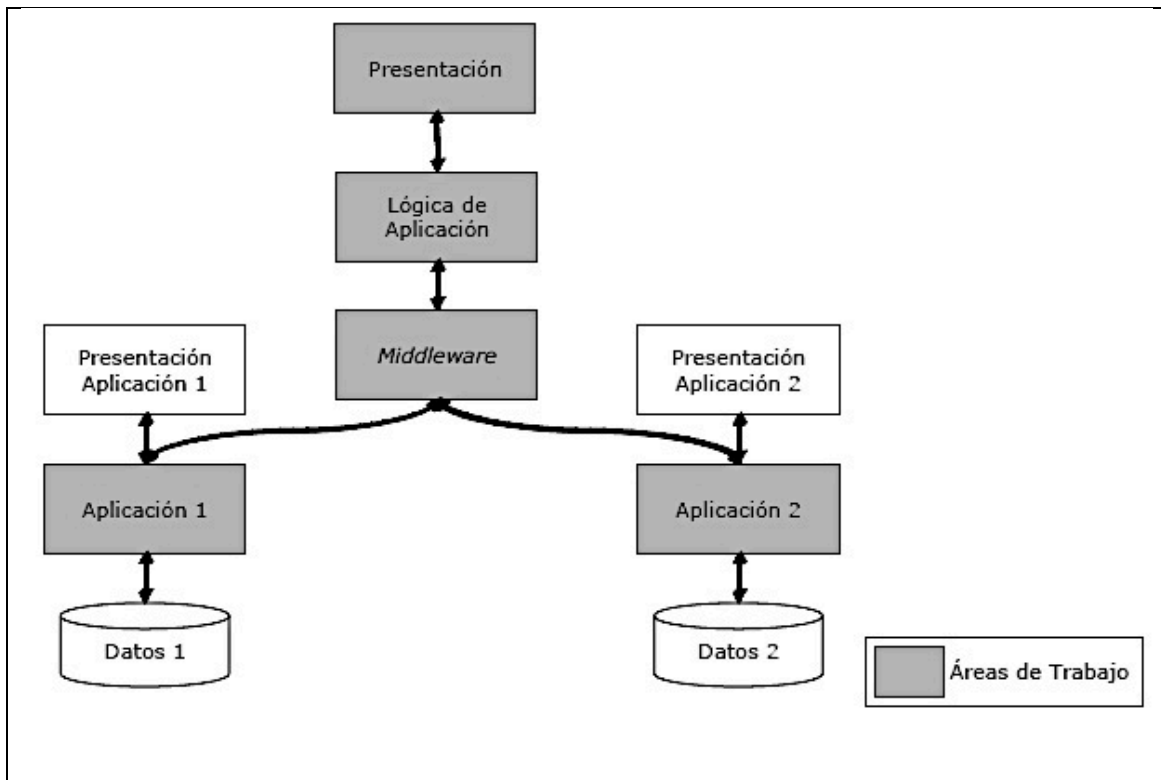 Presentación
Lógica de
Aplicación
Middleware
Presentación
Aplicación 1
Presentación
Aplicación 2
Aplicación 1
Aplicación 2
Datos 1
Datos 2
Áreas de Trabajo